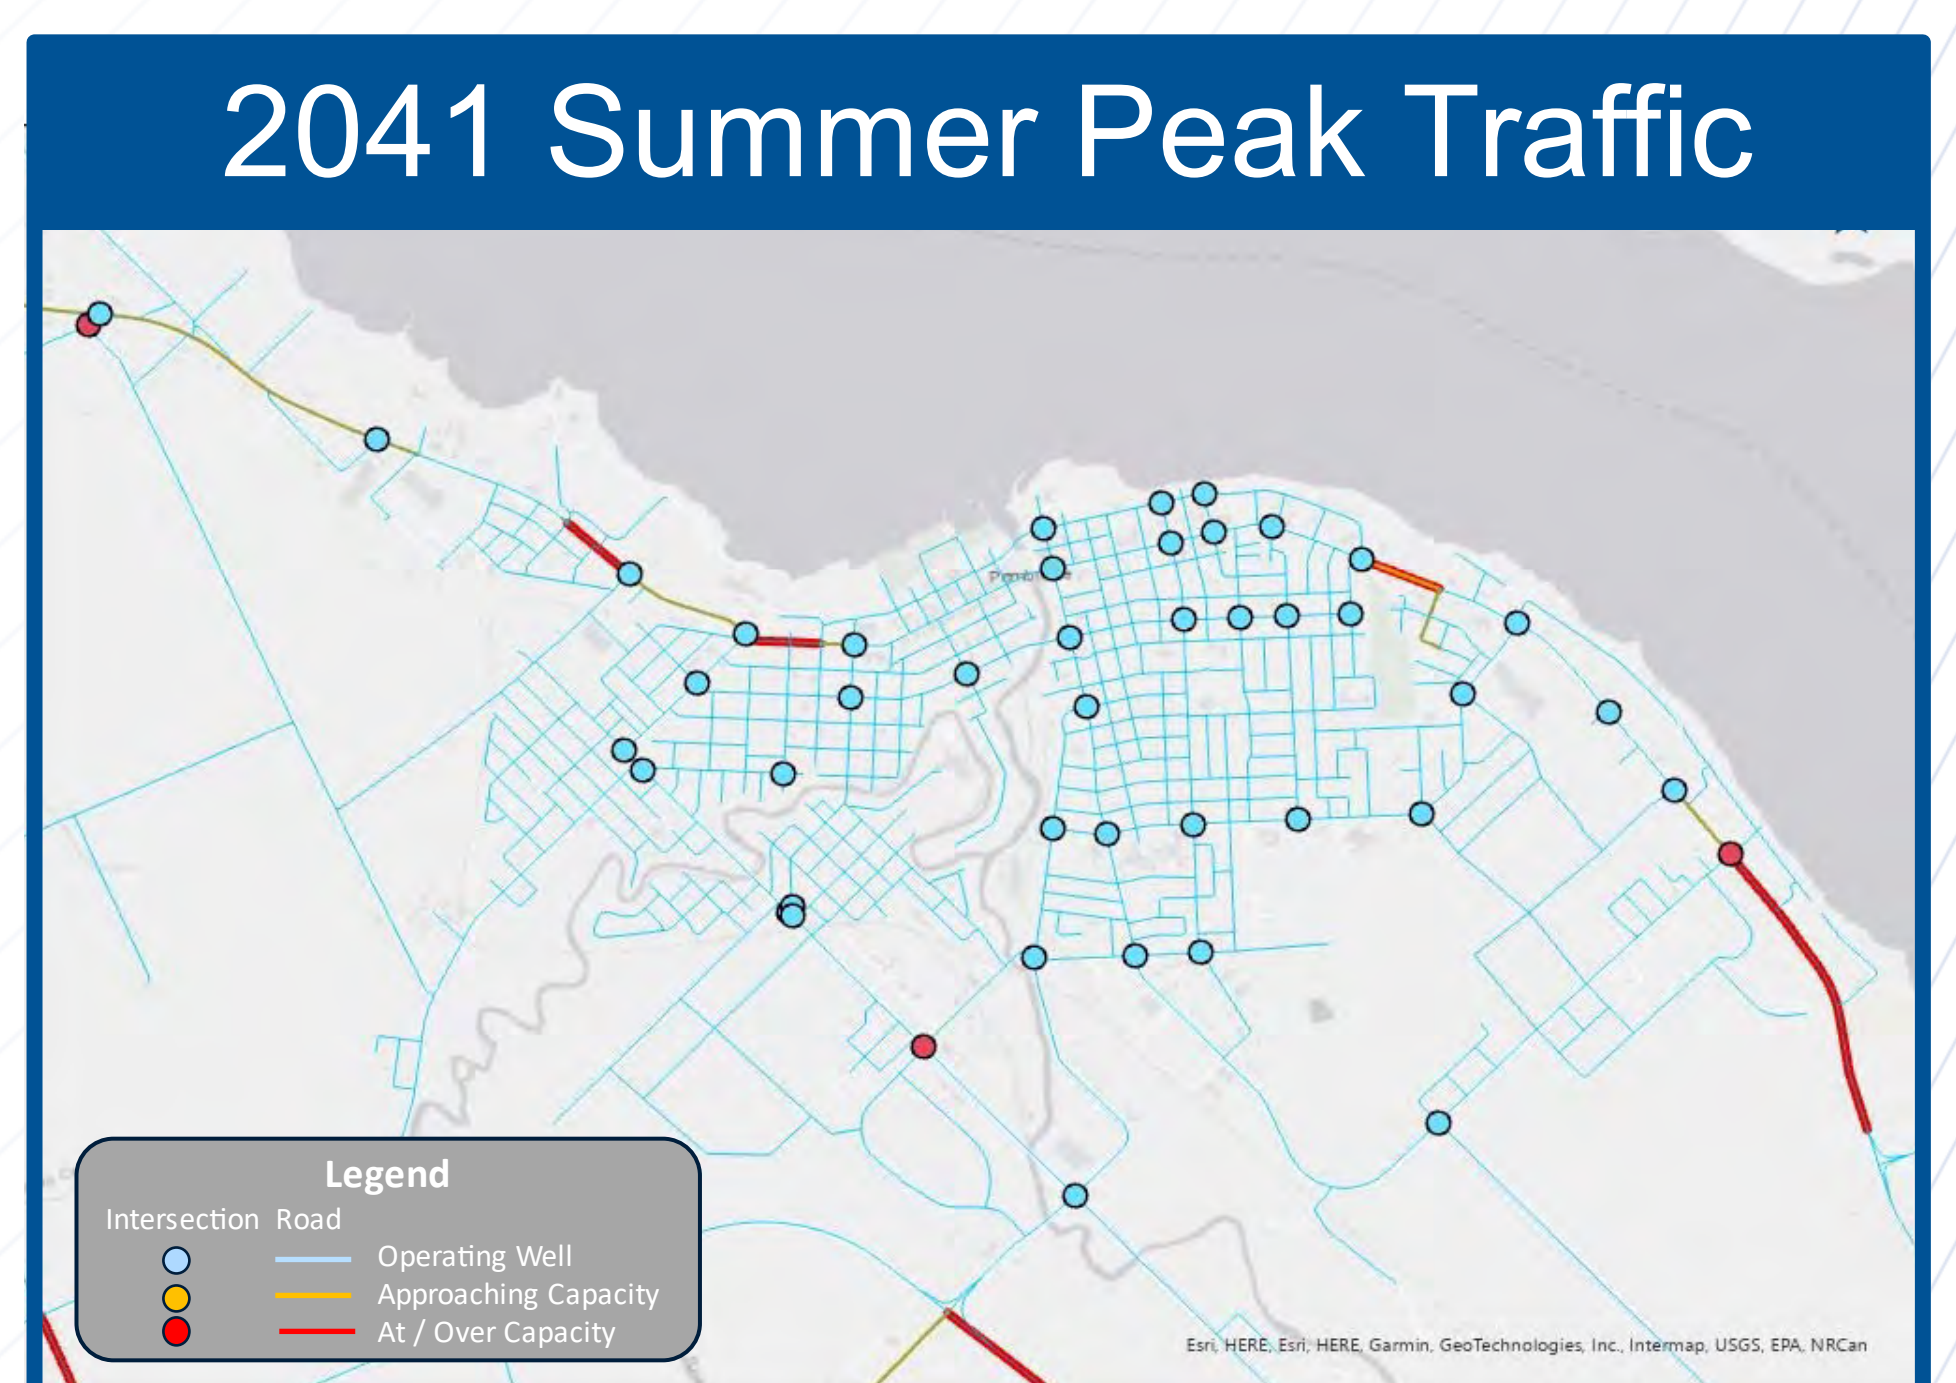 2041 Summer Peak Traffic
Legend
Intersection Road
Operating Well
Approaching Capacity
At / Over Capacity
Esri, HERE, Esri, HERE, Garmin, GeoTechnologies, Inc., Intermap, USGS, EPA, NRCan